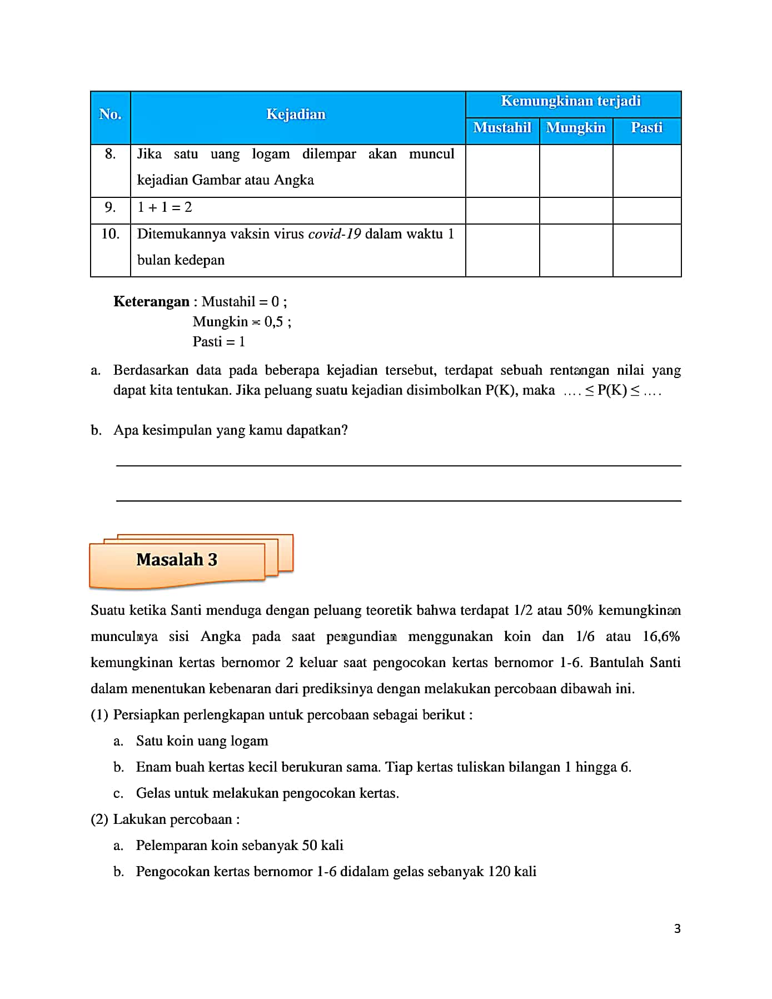 No. Kejadian Kemungkinan terjadi
Mustahil Mungkin Pasti
8. Jika satu uang logam dilempar akan muncul
kejadian Gambar atau Angka
9. 1 + 1 = 2
10. Ditemukannya vaksin virus covid-19 dalam waktu 1
bulan kedepan
Keterangan : Mustahil = 0 ;
Mungkin = 0,5 ;
Pasti = 1
a. Berdasarkan data pada beberapa kejadian tersebut, terdapat sebuah rentangan nilai yang
dapat kita tentukan. Jika peluang suatu kejadian disimbolkan P(K), maka .... ≤ P(K) ≤ ....
b. Apa kesimpulan yang kamu dapatkan?
Masalah 3
Suatu ketika Santi menduga dengan peluang teoretik bahwa terdapat 1/2 atau 50% kemungkinan
munculnya sisi Angka pada saat pengundian menggunakan koin dan 1/6 atau 16,6%
kemungkinan kertas bernomor 2 keluar saat pengocokan kertas bernomor 1-6. Bantulah Santi
dalam menentukan kebenaran dari prediksinya dengan melakukan percobaan dibawah ini.
(1) Persiapkan perlengkapan untuk percobaan sebagai berikut :
a. Satu koin uang logam
b. Enam buah kertas kecil berukuran sama. Tiap kertas tuliskan bilangan 1 hingga 6.
c. Gelas untuk melakukan pengocokan kertas.
(2) Lakukan percobaan :
a. Pelemparan koin sebanyak 50 kali
b. Pengocokan kertas bernomor 1-6 didalam gelas sebanyak 120 kali
3